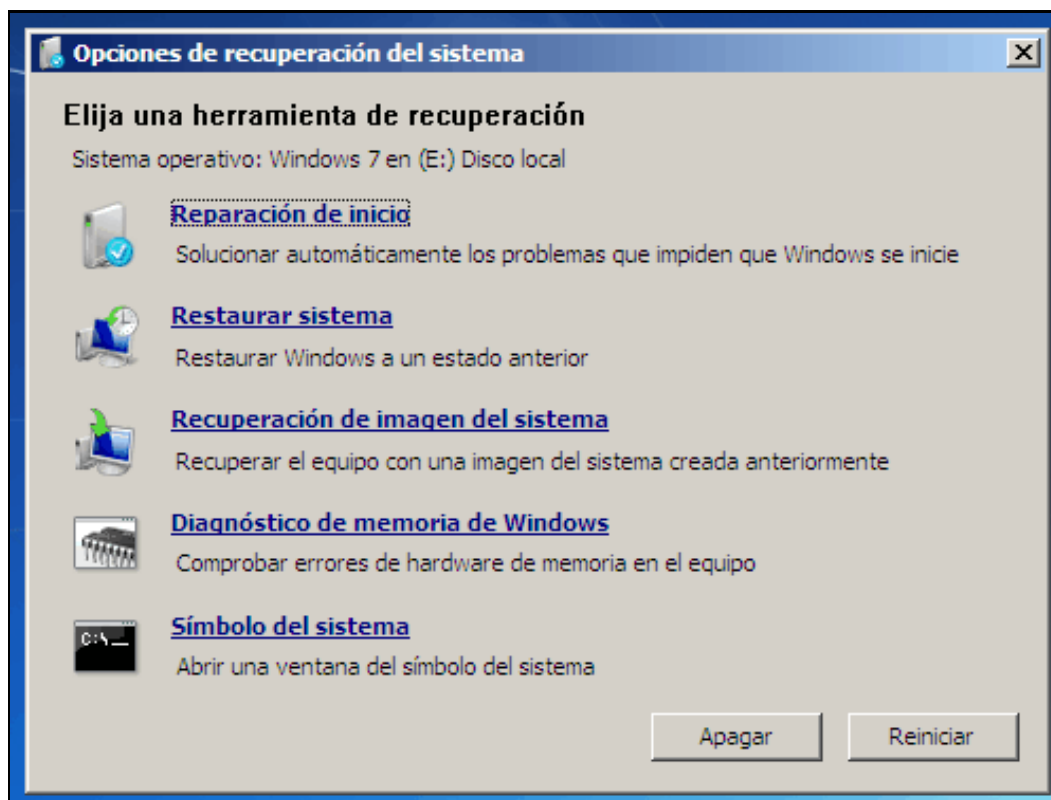 Opciones de recuperación del sistema
Elija una herramienta de recuperación
Sistema operativo: Windows 7 en (E:) Disco local
Reparación de inicio
Solucionar automáticamente los problemas que impiden que Windows se inicie
Restaurar sistema
Restaurar Windows a un estado anterior
Recuperación de imagen del sistema
Recuperar el equipo con una imagen del sistema creada anteriormente
Diagnóstico de memoria de Windows
Comprobar errores de hardware de memoria en el equipo
C:\_
Símbolo del sistema
Abrir una ventana del símbolo del sistema
Apagar
Reiniciar